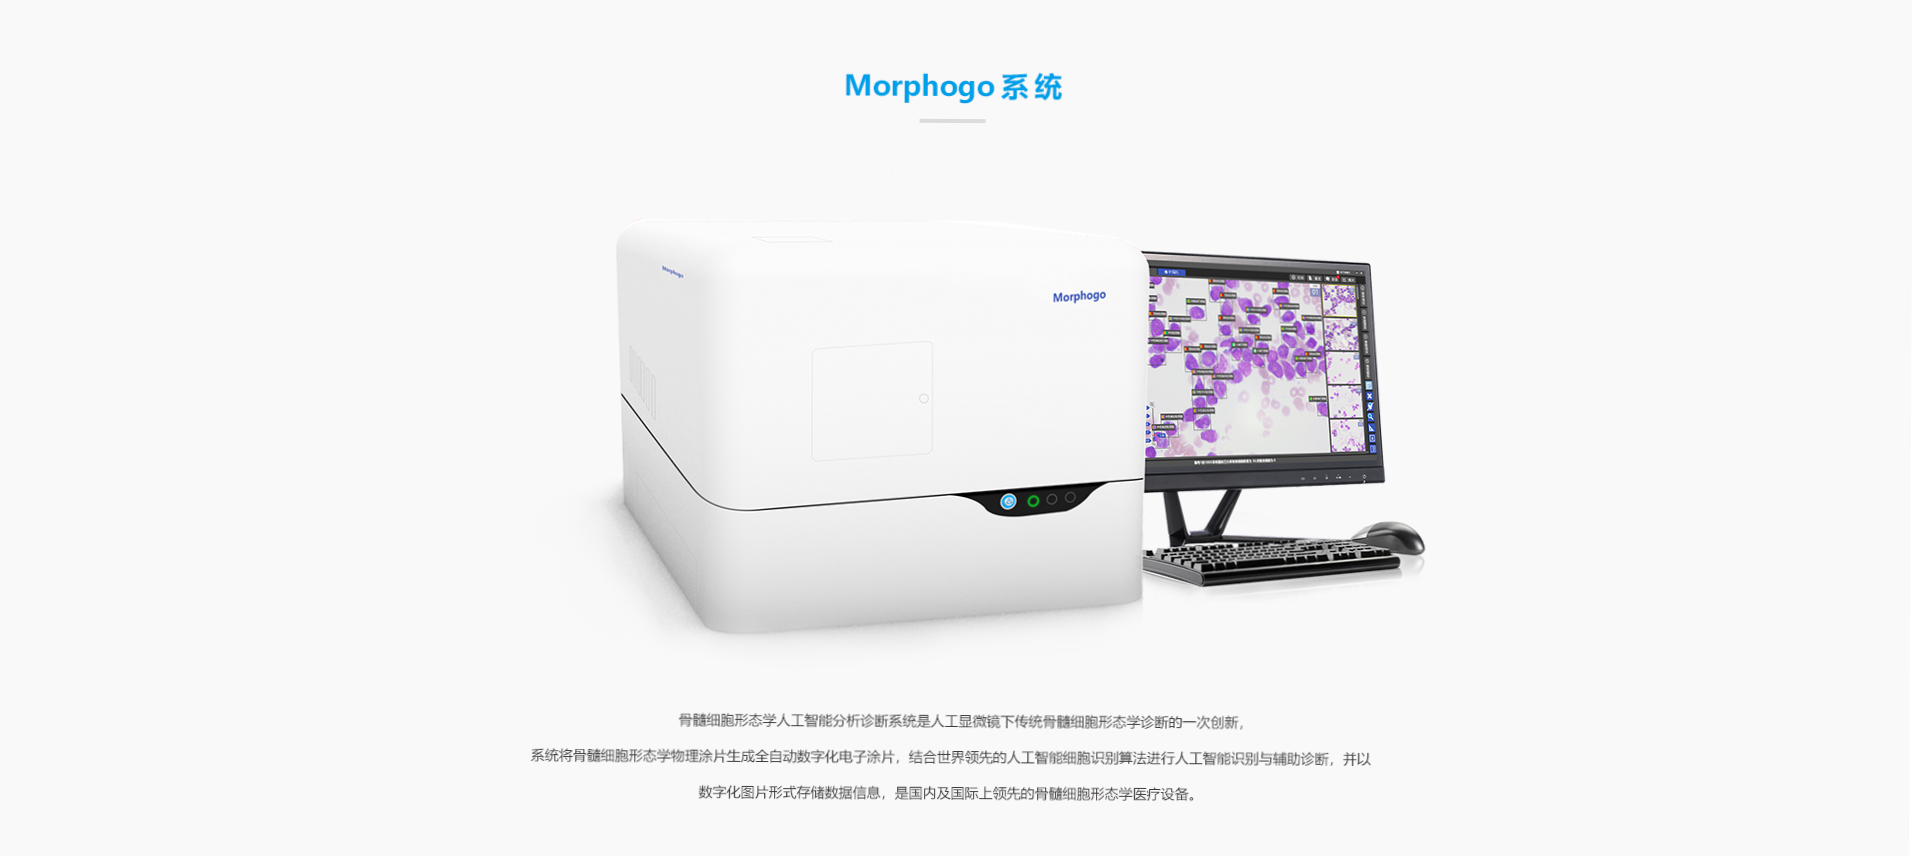 Morphogo 系统
Morphogo
Morphogo
骨髓细胞形态学人工智能分析诊断系统是人工显微镜下传统骨髓细胞形态学诊断的一次创新，
系统将骨髓细胞形态学物理涂片生成全自动数字化电子涂片，结合世界领先的人工智能细胞识别算法进行人工智能识别与辅助诊断，并以
数字化图片形式存储数据信息，是国内及国际上领先的骨髓细胞形态学医疗设备。